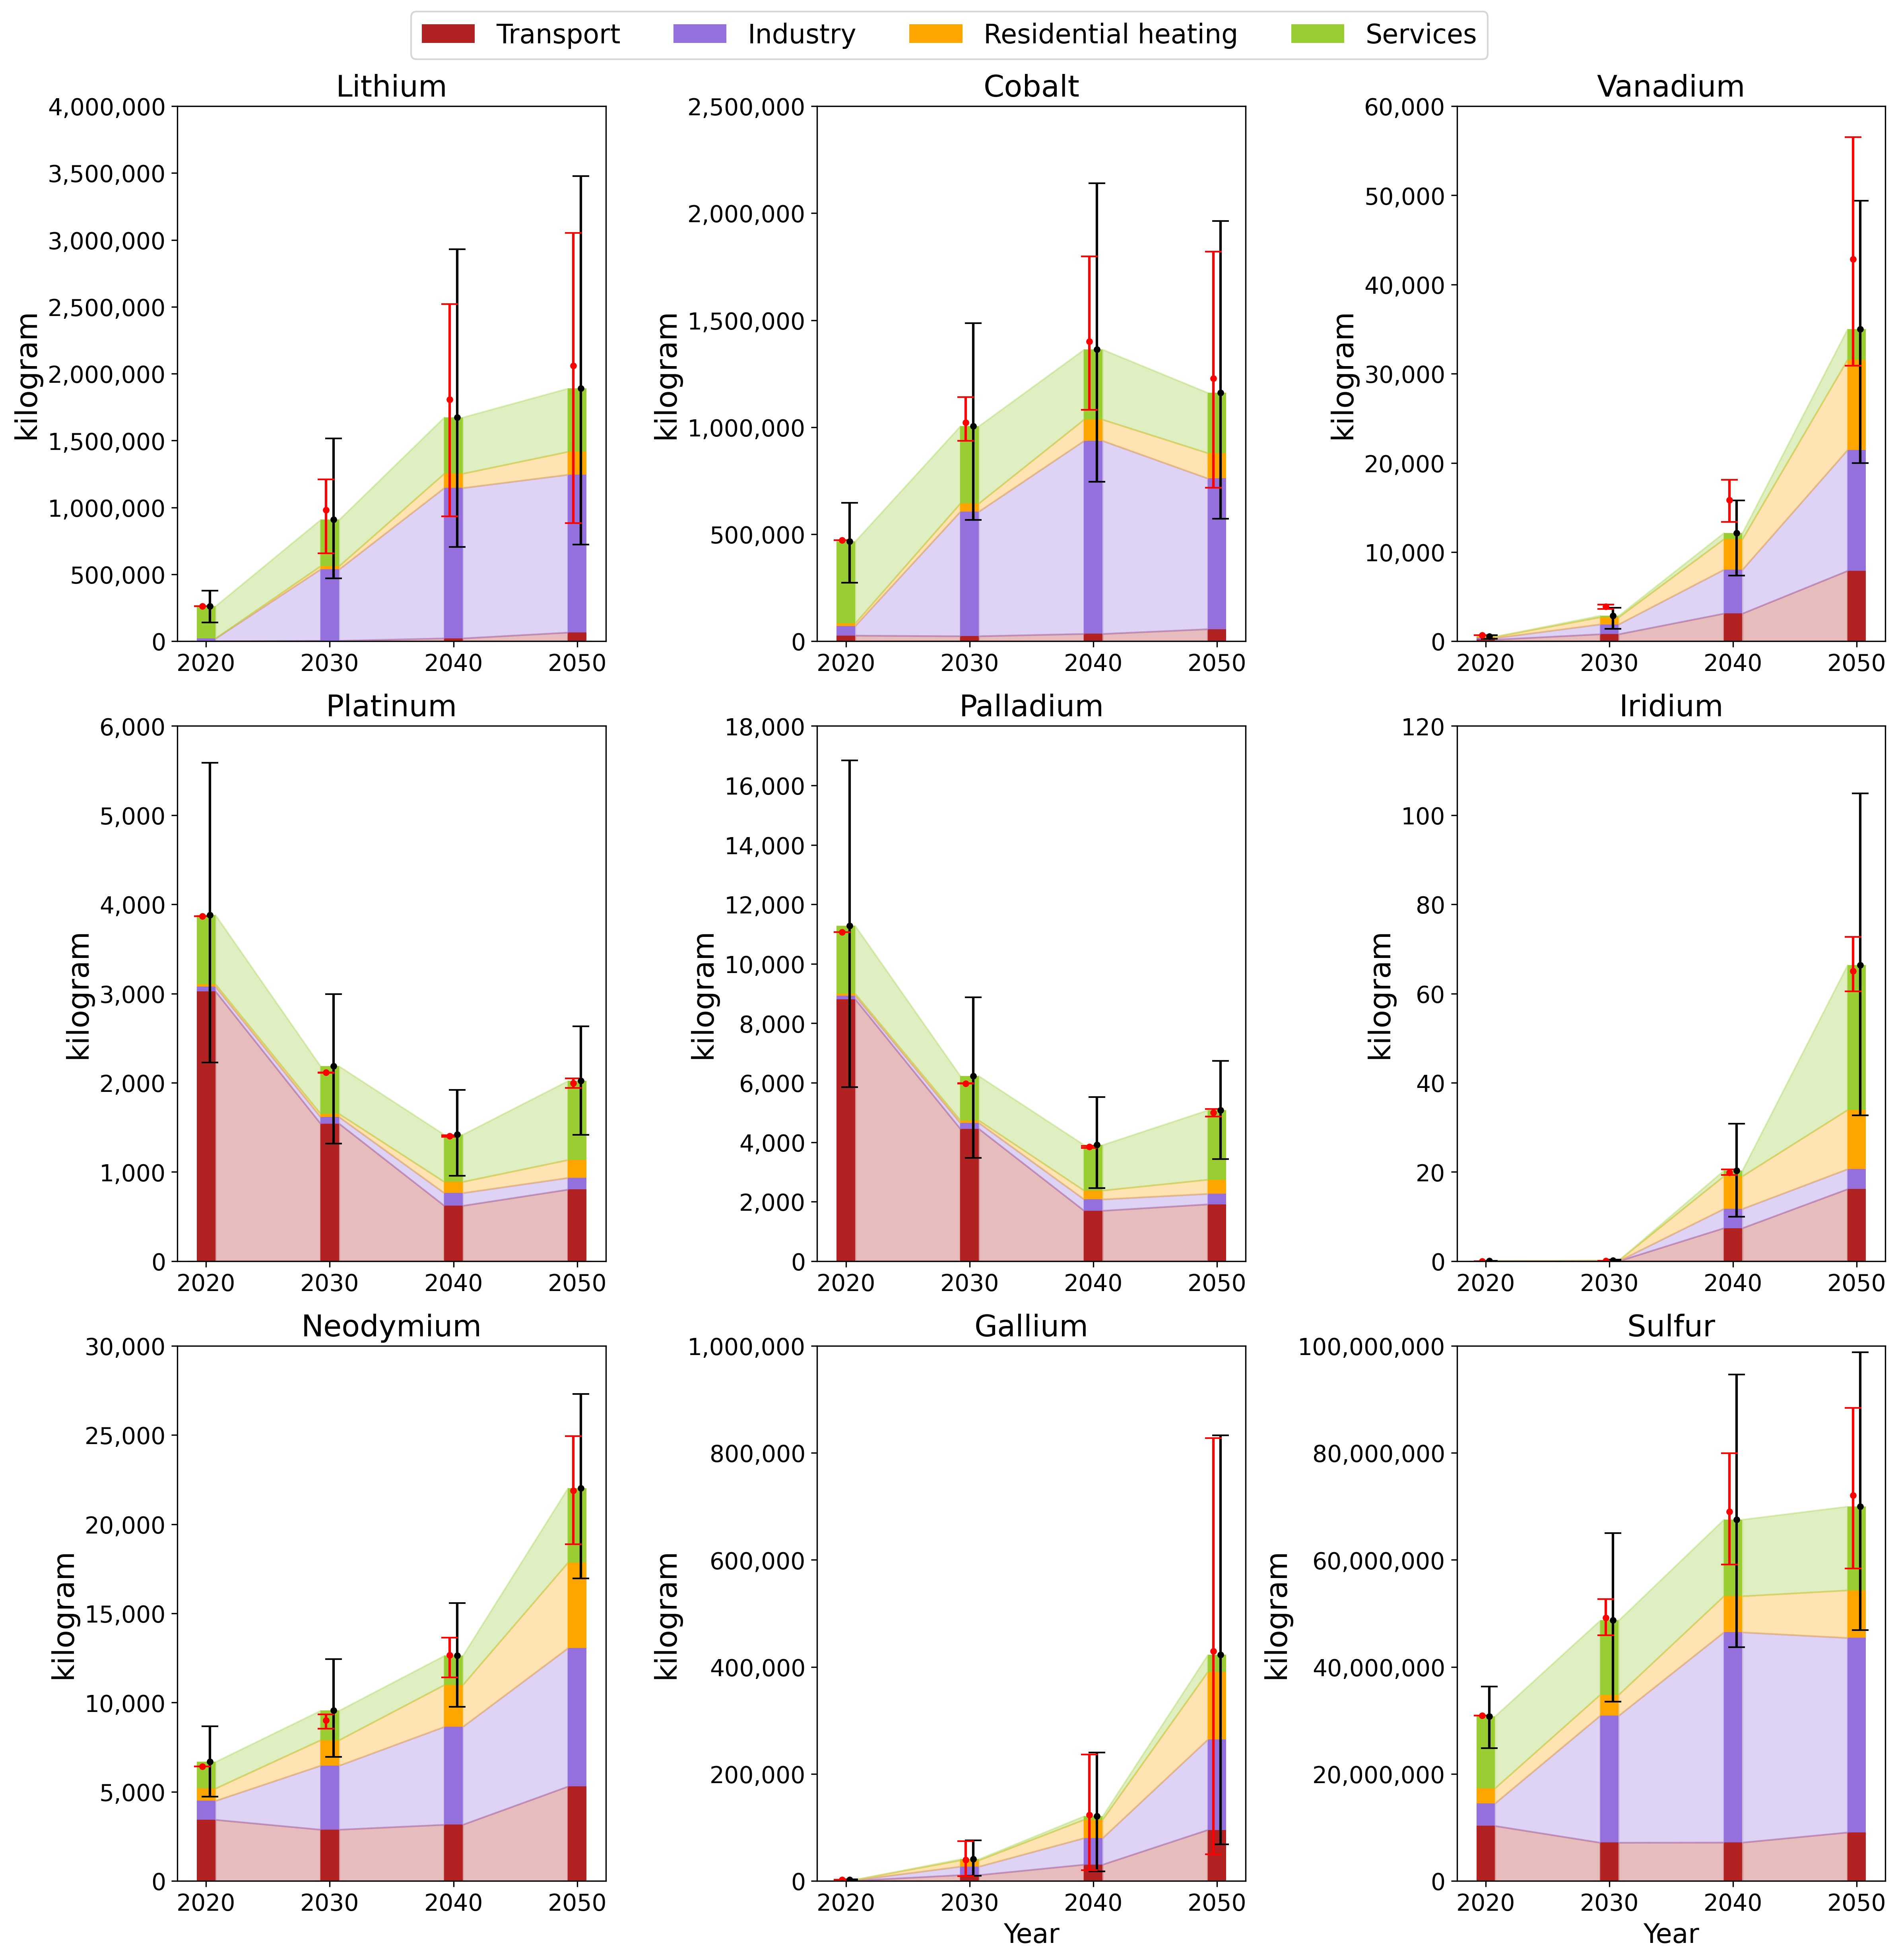 Transport Industry Residential heating Services
Lithium
4,000,000
3,500,000
3,000,000
2,500,000
2,000,000
1,500,000
1,000,000
500,000
0
kilogram
2020 2030 2040 2050
Cobalt
2,500,000
2,000,000
1,500,000
1,000,000
500,000
0
kilogram
2020 2030 2040 2050
Vanadium
60,000
50,000
40,000
30,000
20,000
10,000
0
kilogram
2020 2030 2040 2050
Platinum
6,000
5,000
4,000
3,000
2,000
1,000
0
kilogram
2020 2030 2040 2050
Palladium
18,000
16,000
14,000
12,000
10,000
8,000
6,000
4,000
2,000
0
kilogram
2020 2030 2040 2050
Iridium
120
100
80
60
40
20
0
kilogram
2020 2030 2040 2050
Neodymium
30,000
25,000
20,000
15,000
10,000
5,000
0
kilogram
2020 2030 2040 2050
Gallium
1,000,000
800,000
600,000
400,000
200,000
0
kilogram
2020 2030 2040 2050
Year
Sulfur
100,000,000
80,000,000
60,000,000
40,000,000
20,000,000
0
kilogram
2020 2030 2040 2050
Year